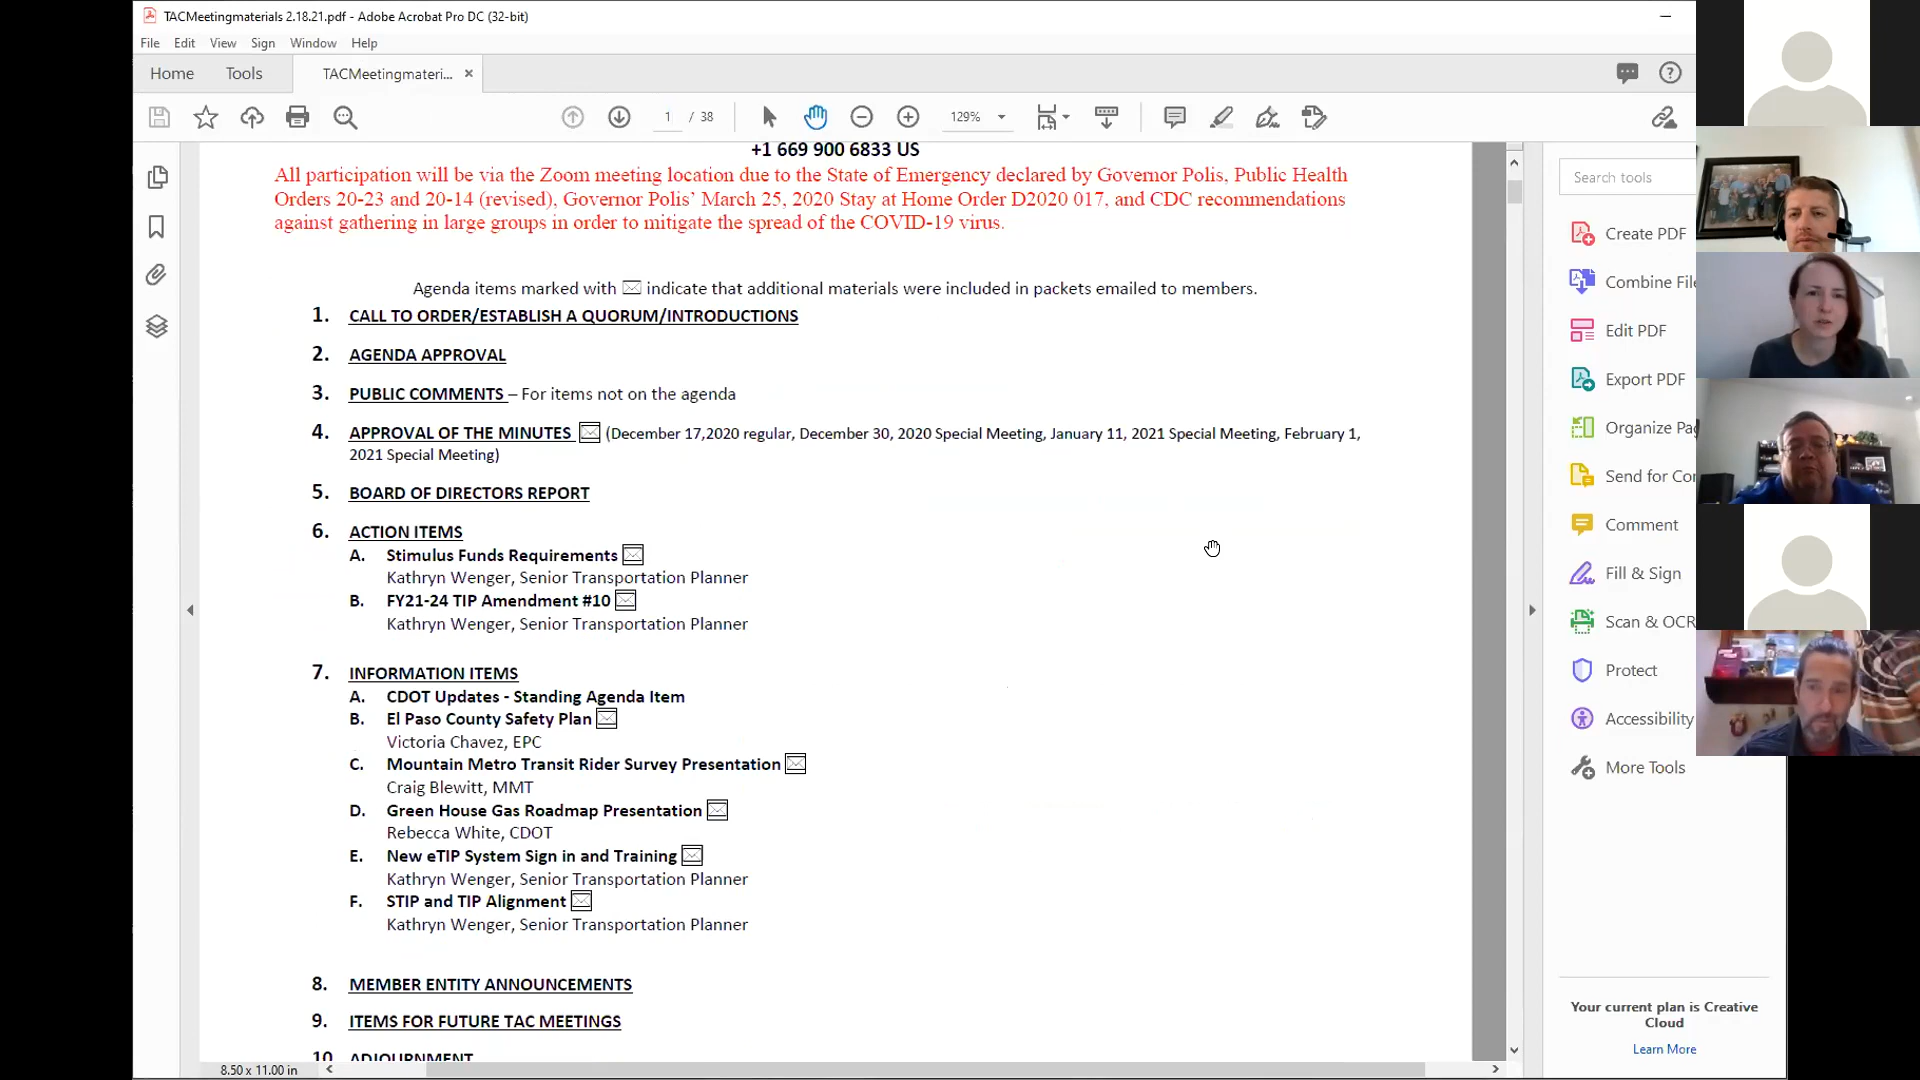 TACMeetingmaterials 2.18.21.pdf - Adobe Acrobat Pro DC (32-bit)
File Edit View Sign Window Help
Home Tools TACMeetingmateri... ×
1 / 38 129%
Search tools
Create PDF
Combine File
Edit PDF
Export PDF
Organize Pag
Send for Cor
Comment
Fill & Sign
Scan & OCR
Protect
Accessibility
More Tools
Your current plan is Creative
Cloud
Learn More
+1 669 900 6833 US
All participation will be via the Zoom meeting location due to the State of Emergency declared by Governor Polis, Public Health
Orders 20-23 and 20-14 (revised), Governor Polis’ March 25, 2020 Stay at Home Order D2020 017, and CDC recommendations
against gathering in large groups in order to mitigate the spread of the COVID-19 virus.
Agenda items marked with indicate that additional materials were included in packets emailed to members.
1. CALL TO ORDER/ESTABLISH A QUORUM/INTRODUCTIONS
2. AGENDA APPROVAL
3. PUBLIC COMMENTS – For items not on the agenda
4. APPROVAL OF THE MINUTES (December 17,2020 regular, December 30, 2020 Special Meeting, January 11, 2021 Special Meeting, February 1,
2021 Special Meeting)
5. BOARD OF DIRECTORS REPORT
6. ACTION ITEMS
A. Stimulus Funds Requirements
Kathryn Wenger, Senior Transportation Planner
B. FY21-24 TIP Amendment #10
Kathryn Wenger, Senior Transportation Planner
7. INFORMATION ITEMS
A. CDOT Updates - Standing Agenda Item
B. El Paso County Safety Plan
Victoria Chavez, EPC
C. Mountain Metro Transit Rider Survey Presentation
Craig Blewitt, MMT
D. Green House Gas Roadmap Presentation
Rebecca White, CDOT
E. New eTIP System Sign in and Training
Kathryn Wenger, Senior Transportation Planner
F. STIP and TIP Alignment
Kathryn Wenger, Senior Transportation Planner
8. MEMBER ENTITY ANNOUNCEMENTS
9. ITEMS FOR FUTURE TAC MEETINGS
10. ADJOURNMENT
8.50 x 11.00 in